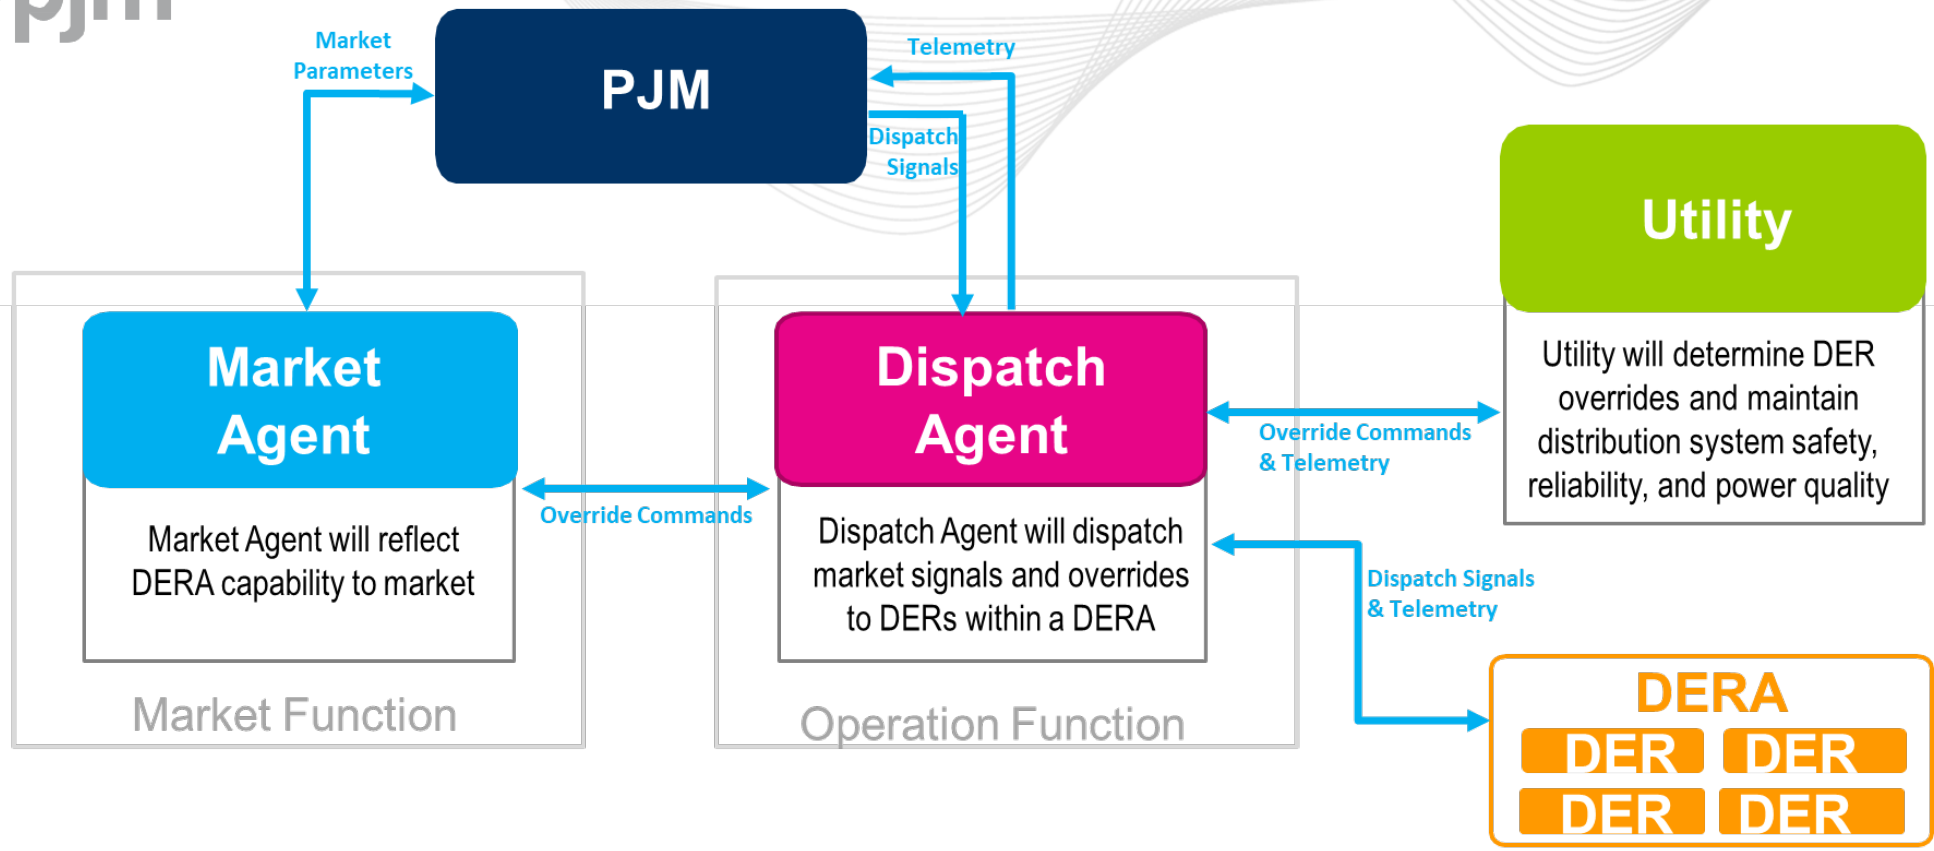 pjm
Market
Parameters
PJM
Telemetry
Dispatch
Signals
Utility
Utility will determine DER
overrides and maintain
distribution system safety,
reliability, and power quality
Market
Agent
Market Agent will reflect
DERA capability to market
Market Function
Override Commands
Dispatch
Agent
Dispatch Agent will dispatch
market signals and overrides
to DERs within a DERA
Operation Function
Override Commands
& Telemetry
Dispatch Signals
& Telemetry
DERA
DER DER
DER DER